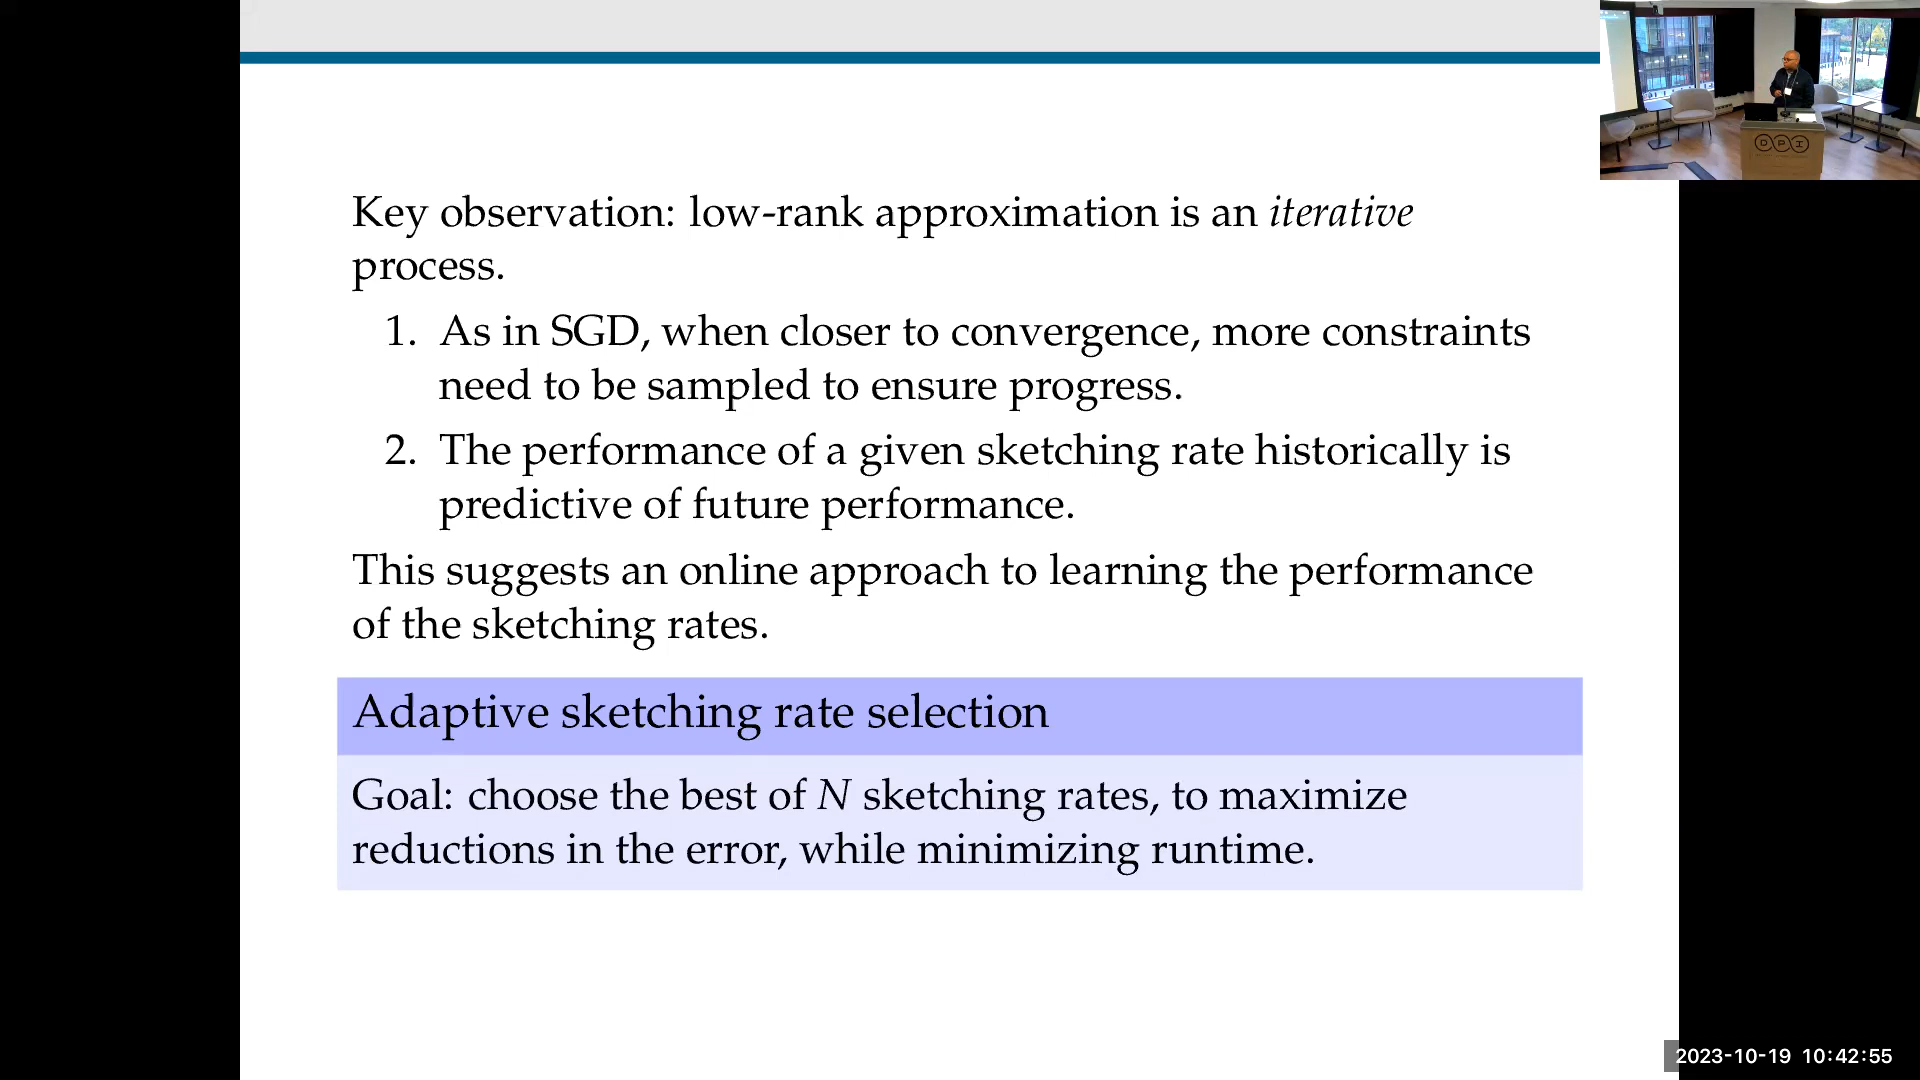 Key observation: low-rank approximation is an iterative
process.
1. As in SGD, when closer to convergence, more constraints
need to be sampled to ensure progress.
2. The performance of a given sketching rate historically is
predictive of future performance.
This suggests an online approach to learning the performance
of the sketching rates.
Adaptive sketching rate selection
Goal: choose the best of N sketching rates, to maximize
reductions in the error, while minimizing runtime.
DPI
2023-10-19 10:42:55